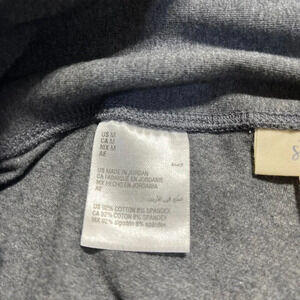 US M
CA M
MX M
AE
US MADE IN JORDAN
CA FABRIQUÉ EN JORDANIE
MX HECHO EN JORDANIA
AE
صنع في الأردن
US 92% COTTON 8% SPANDEX
CA 92% COTON 8% SPANDEX
MX 92% algodón 8% spandex
S